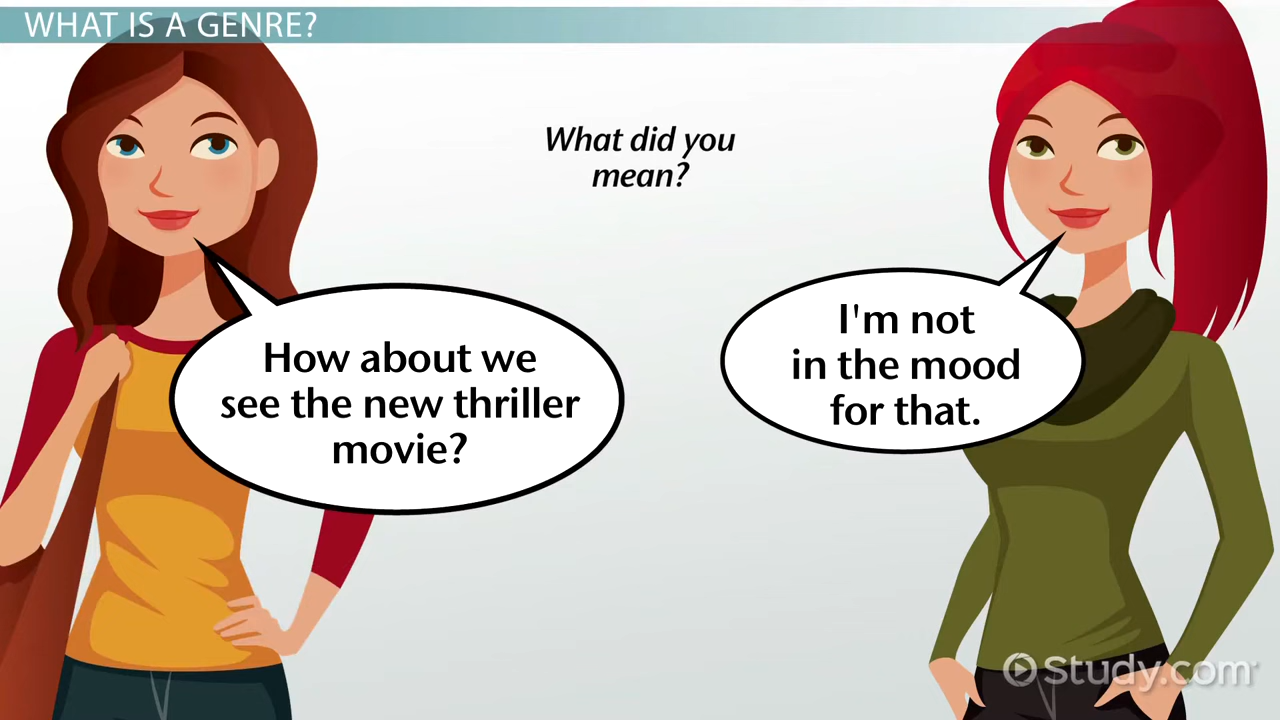 WHAT IS A GENRE?
What did you
mean?
How about we
see the new thriller
movie?
I'm not
in the mood
for that.
Study.com